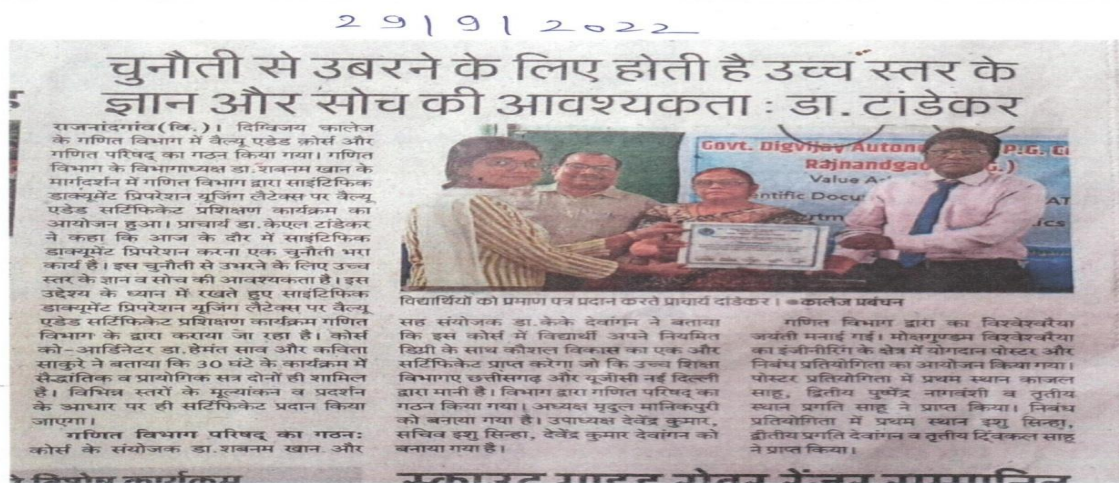 29/9/2022
चुनौती से उबरने के लिए होती है उच्च स्तर के
ज्ञान और सोच की आवश्यकता : डा. टांडेकर
राजनांदगांव(वि.)। दिग्विजय कालेज
के गणित विभाग में वैल्यू एडेड क्रोर्स और
गणित परिषद् का गठन किया गया। गणित
विभाग के विभागाध्यक्ष डा.शबनम खान के
मार्गदर्शन में गणित विभाग द्वारा साइंटिफिक
डाक्यूमेंट प्रिपरेशन यूजिंग लैटेक्स पर वैल्यू
एडेड सर्टिफिकेट प्रशिक्षण कार्यक्रम का
आयोजन हुआ। प्राचार्य डा.केएल टांडेकर
ने कहा कि आज के दौर में साइंटिफिक
डाक्यूमेंट प्रिपरेशन करना एक चुनौती भरा
कार्य है। इस चुनौती से उभरने के लिए उच्च
स्तर के ज्ञान व सोच की आवश्यकता है। इस
उद्देश्य के ध्यान में रखते हुए साइंटिफिक
डाक्यूमेंट प्रिपरेशन यूजिंग लैटेक्स पर वैल्यू
एडेड सर्टिफिकेट प्रशिक्षण कार्यक्रम गणित
विभाग के द्वारा कराया जा रहा है। कोर्स
को-आर्डिनेटर डा.हेमंत साव और कविता
साकुरे ने बताया कि 30 घंटे के कार्यक्रम में
सैद्धांतिक व प्रायोगिक सत्र दोनों ही शामिल
है। विभिन्न स्तरों के मूल्यांकन व प्रदर्शन
के आधार पर ही सर्टिफिकेट प्रदान किया
जाएगा।
गणित विभाग परिषद् का गठन:
कोर्स के संयोजक डा.शबनम खान और
Govt. Digvijay Autono P.G. C
Rajnandga
Value A
ntific Docu
विद्यार्थियों को प्रमाण पत्र प्रदान करते प्राचार्य दांडेकर। ●कालेज प्रबंधन
सह संयोजक डा.केके देवांगन ने बताया
कि इस कोर्स में विद्यार्थी अपने नियमित
डिग्री के साथ कौशल विकास का एक और
सर्टिफिकेट प्राप्त करेगा जो कि उच्च शिक्षा
विभागए छत्तीसगढ़ और यूजीसी नई दिल्ली
द्वारा मानी है। विभाग द्वारा गणित परिषद् का
गठन किया गया। अध्यक्ष मृदुल मानिकपुरी
को बनाया गया है। उपाध्यक्ष देवेंद्र कुमार,
सचिव इशु सिन्हा, देवेंद्र कुमार देवांगन को
बनाया गया है।
गणित विभाग द्वारा का विश्वेश्वरैया
जयंती मनाई गई। मोक्षगुण्डम विश्वेश्वरैया
का इंजीनीरिंग के क्षेत्र में योगदान पोस्टर और
निबंध प्रतियोगिता का आयोजन किया गया।
पोस्टर प्रतियोगिता में प्रथम स्थान काजल
साहू, द्वितीय पुष्पेंद्र नागवंशी व तृतीय
स्थान प्रगति साहू ने प्राप्त किया। निबंध
प्रतियोगिता में प्रथम स्थान इशु सिन्हा,
द्वीतीय प्रगति देवांगन व तृत्तीय ट्विंकल साहू
ने प्राप्त किया।